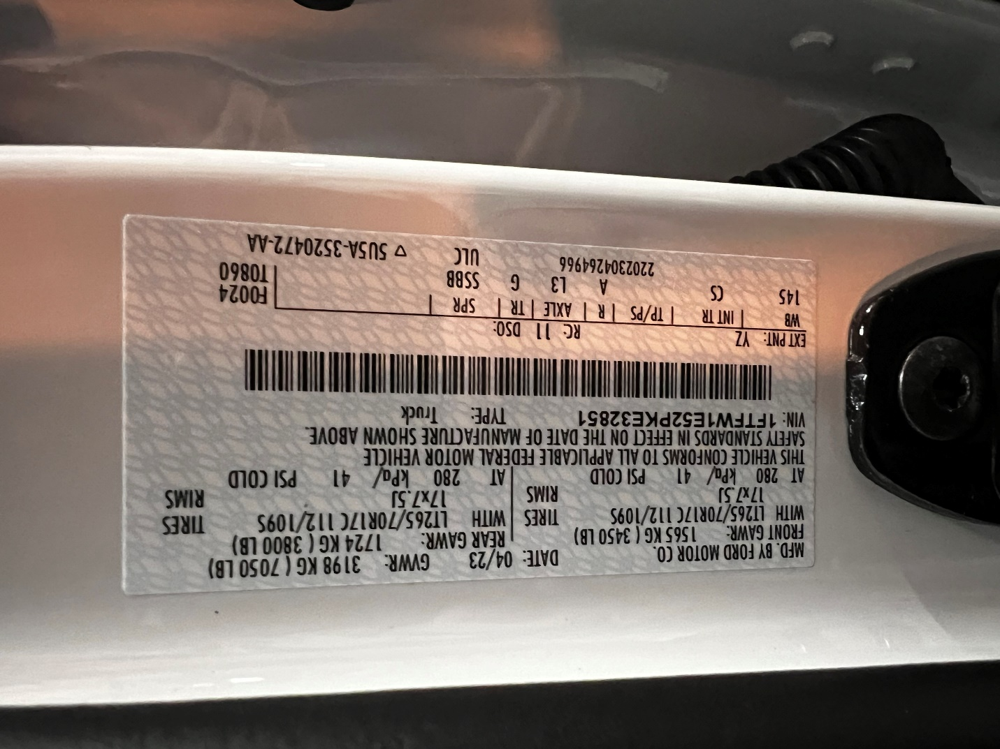 MFD. BY FORD MOTOR CO. DATE: 04/23 GVWR: 3198 KG ( 7050 LB)
FRONT GAWR: 1565 KG ( 3450 LB) REAR GAWR: 1724 KG ( 3800 LB)
WITH LT265/70R17C 112/109S TIRES WITH LT265/70R17C 112/109S TIRES
17x7.5J RIMS 17x7.5J RIMS
AT 280 kPa/ 41 PSI COLD AT 280 kPa/ 41 PSI COLD
THIS VEHICLE CONFORMS TO ALL APPLICABLE FEDERAL MOTOR VEHICLE
SAFETY STANDARDS IN EFFECT ON THE DATE OF MANUFACTURE SHOWN ABOVE.
VIN: 1FTFW1E52PKE32851 TYPE: Truck
EXT PNT: YZ RC: 11 DSO:
WB INT TR TP/PS R AXLE TR SPR F0024
145 CS A L3 G SSBB T0860
2202304264966 ULC ▽ 5U5A-3520472-AA